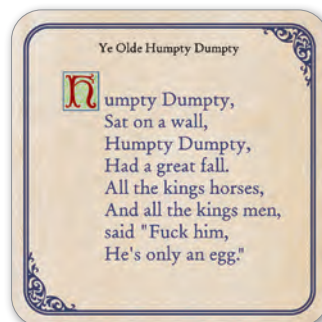 Ye Olde Humpty Dumpty
Humpty Dumpty,
Sat on a wall,
Humpty Dumpty,
Had a great fall.
All the kings horses,
And all the kings men,
said "Fuck him,
He's only an egg."